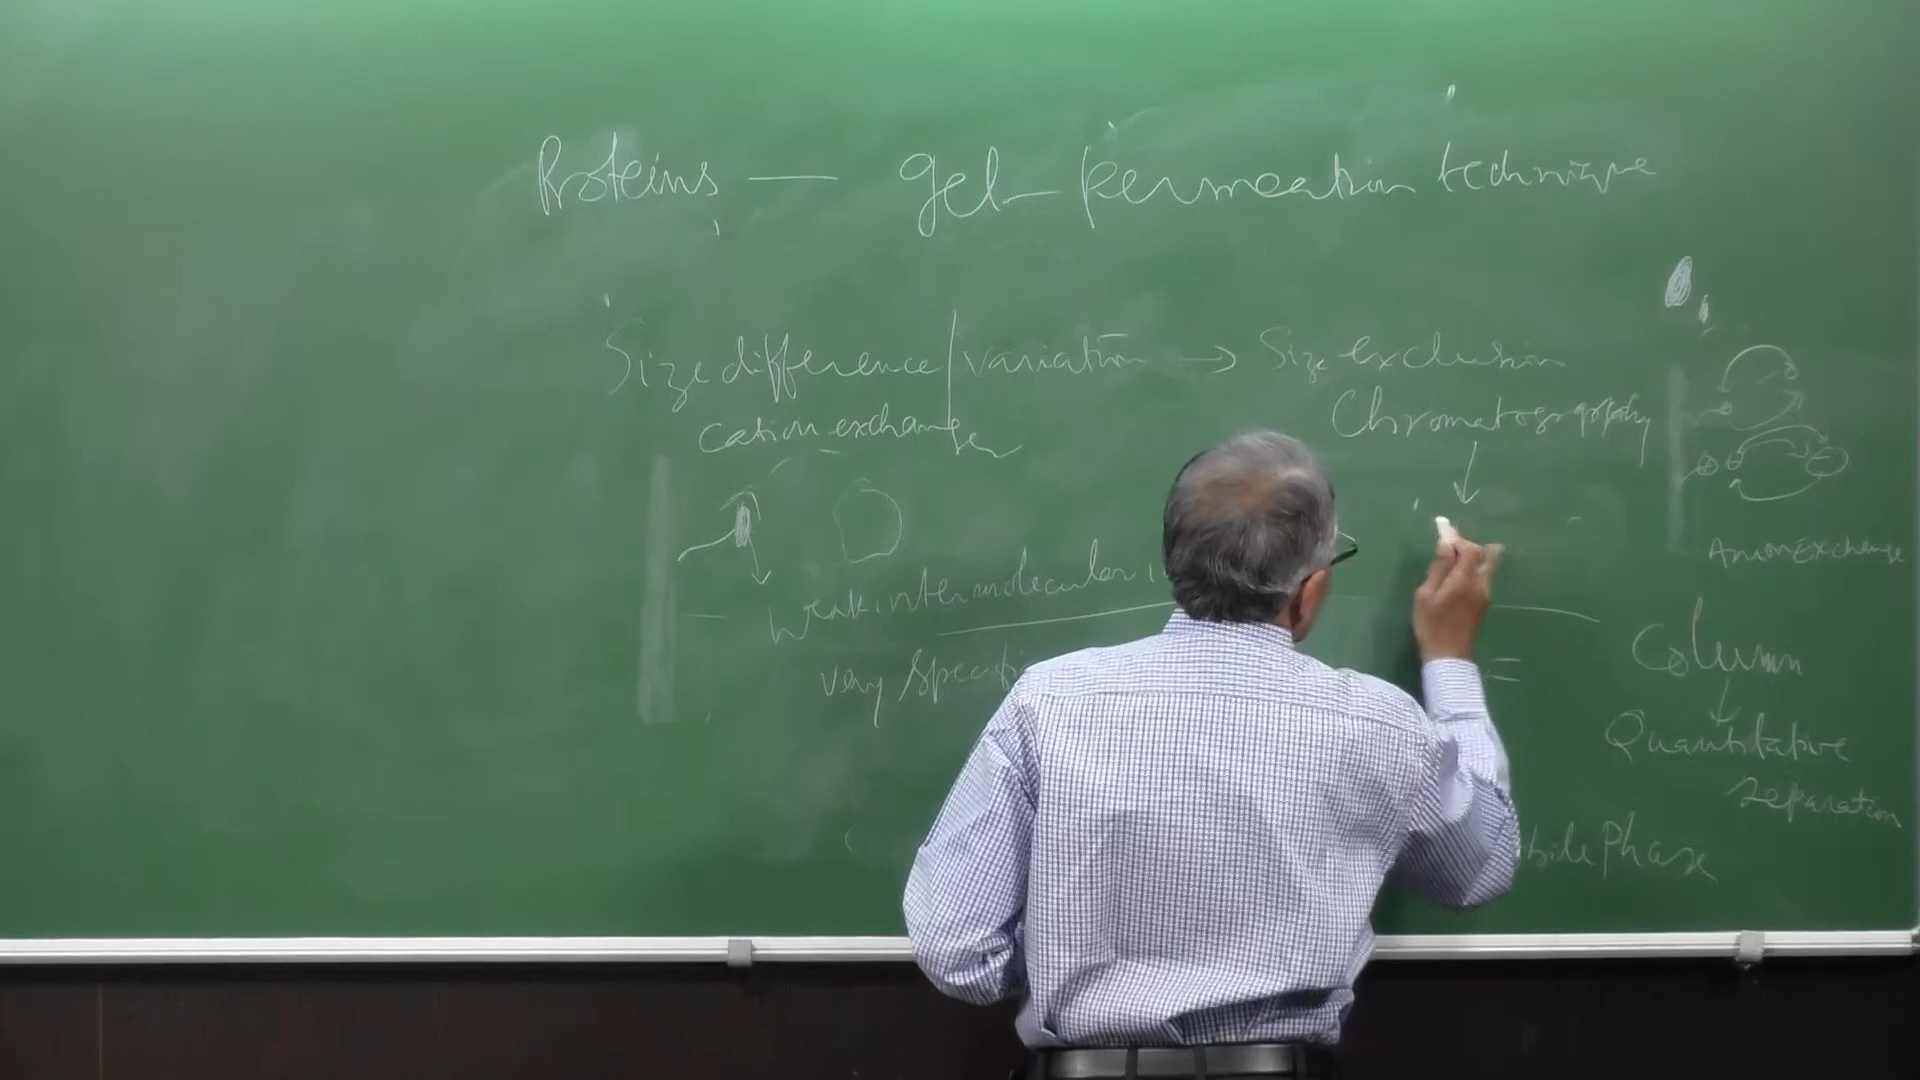 Proteins — gel-permeation technique
Size difference/variation → Size exclusion
Chromatography
cation exchange
Anion Exchange
Weak intermolecular
very
Column
Quantitative
separation
Phase